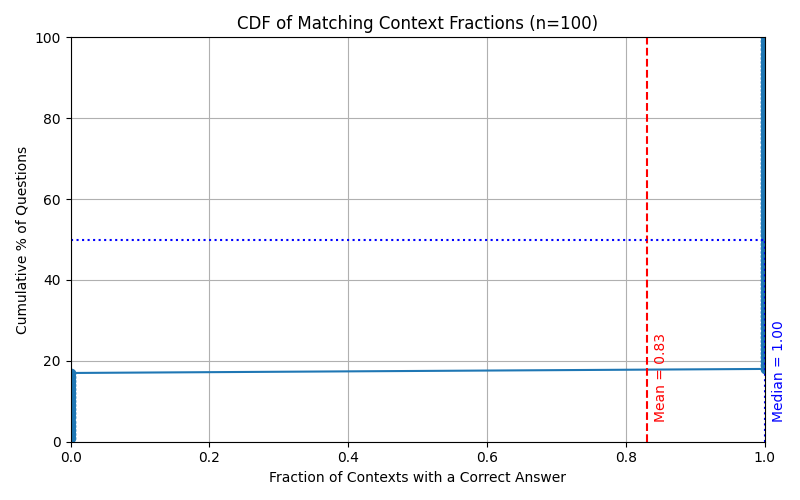 CDF of Matching Context Fractions (n=100)
Cumulative % of Questions
100
80
60
40
20
0
Mean = 0.83
Median = 1.00
0.0 0.2 0.4 0.6 0.8 1.0
Fraction of Contexts with a Correct Answer